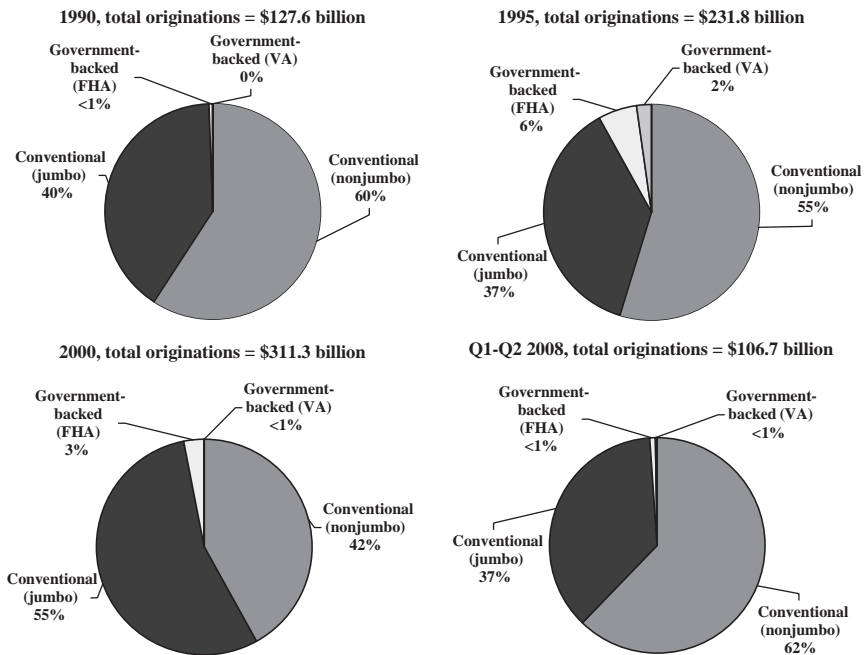 1990, total originations = $127.6 billion
Government-
backed
(FHA)
<1%
Government-
backed (VA)
0%
Conventional
(jumbo)
40%
Conventional
(nonjumbo)
60%
1995, total originations = $231.8 billion
Government-
backed
(FHA)
6%
Government-
backed (VA)
2%
Conventional
(nonjumbo)
55%
Conventional
(jumbo)
37%
2000, total originations = $311.3 billion
Government-
backed
(FHA)
3%
Government-
backed (VA)
<1%
Conventional
(nonjumbo)
42%
Conventional
(jumbo)
55%
Q1-Q2 2008, total originations = $106.7 billion
Government-
backed
(FHA)
<1%
Government-
backed (VA)
<1%
Conventional
(jumbo)
37%
Conventional
(nonjumbo)
62%